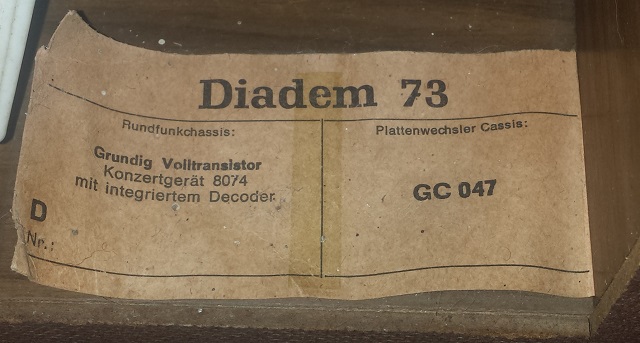 Diadem 73
Rundfunkchassis:
Grundig Volltransistor
Konzertgerät 8074
mit integriertem Decoder
D
Nr.:
Plattenwechsler Cassis:
GC 047